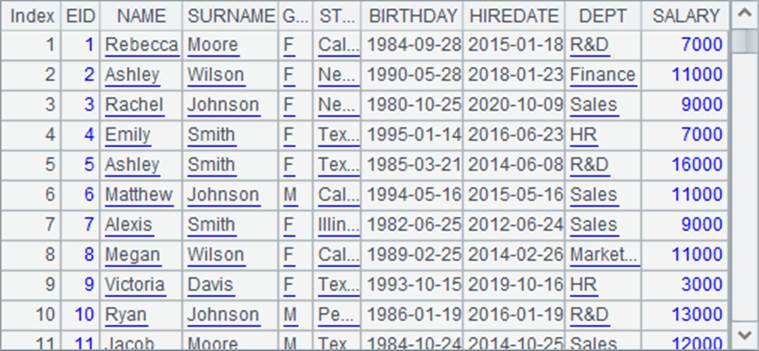 Index EID NAME SURNAME G... ST... BIRTHDAY HIREDATE DEPT SALARY
1 1 Rebecca Moore F Cal... 1984-09-28 2015-01-18 R&D 7000
2 2 Ashley Wilson F Ne... 1990-05-28 2018-01-23 Finance 11000
3 3 Rachel Johnson F Ne... 1980-10-25 2020-10-09 Sales 9000
4 4 Emily Smith F Tex... 1995-01-14 2016-06-23 HR 7000
5 5 Ashley Smith F Tex... 1985-03-21 2014-06-08 R&D 16000
6 6 Matthew Johnson M Cal... 1994-05-16 2015-05-16 Sales 11000
7 7 Alexis Smith F Illin... 1982-06-25 2012-06-24 Sales 9000
8 8 Megan Wilson F Cal... 1989-02-25 2014-02-26 Market... 11000
9 9 Victoria Davis F Tex... 1993-10-15 2019-10-16 HR 3000
10 10 Ryan Johnson M Pe... 1986-01-19 2016-01-19 R&D 13000
11 11 Jacob Moore M Tex 1984-10-24 2014-10-25 Sales 12000